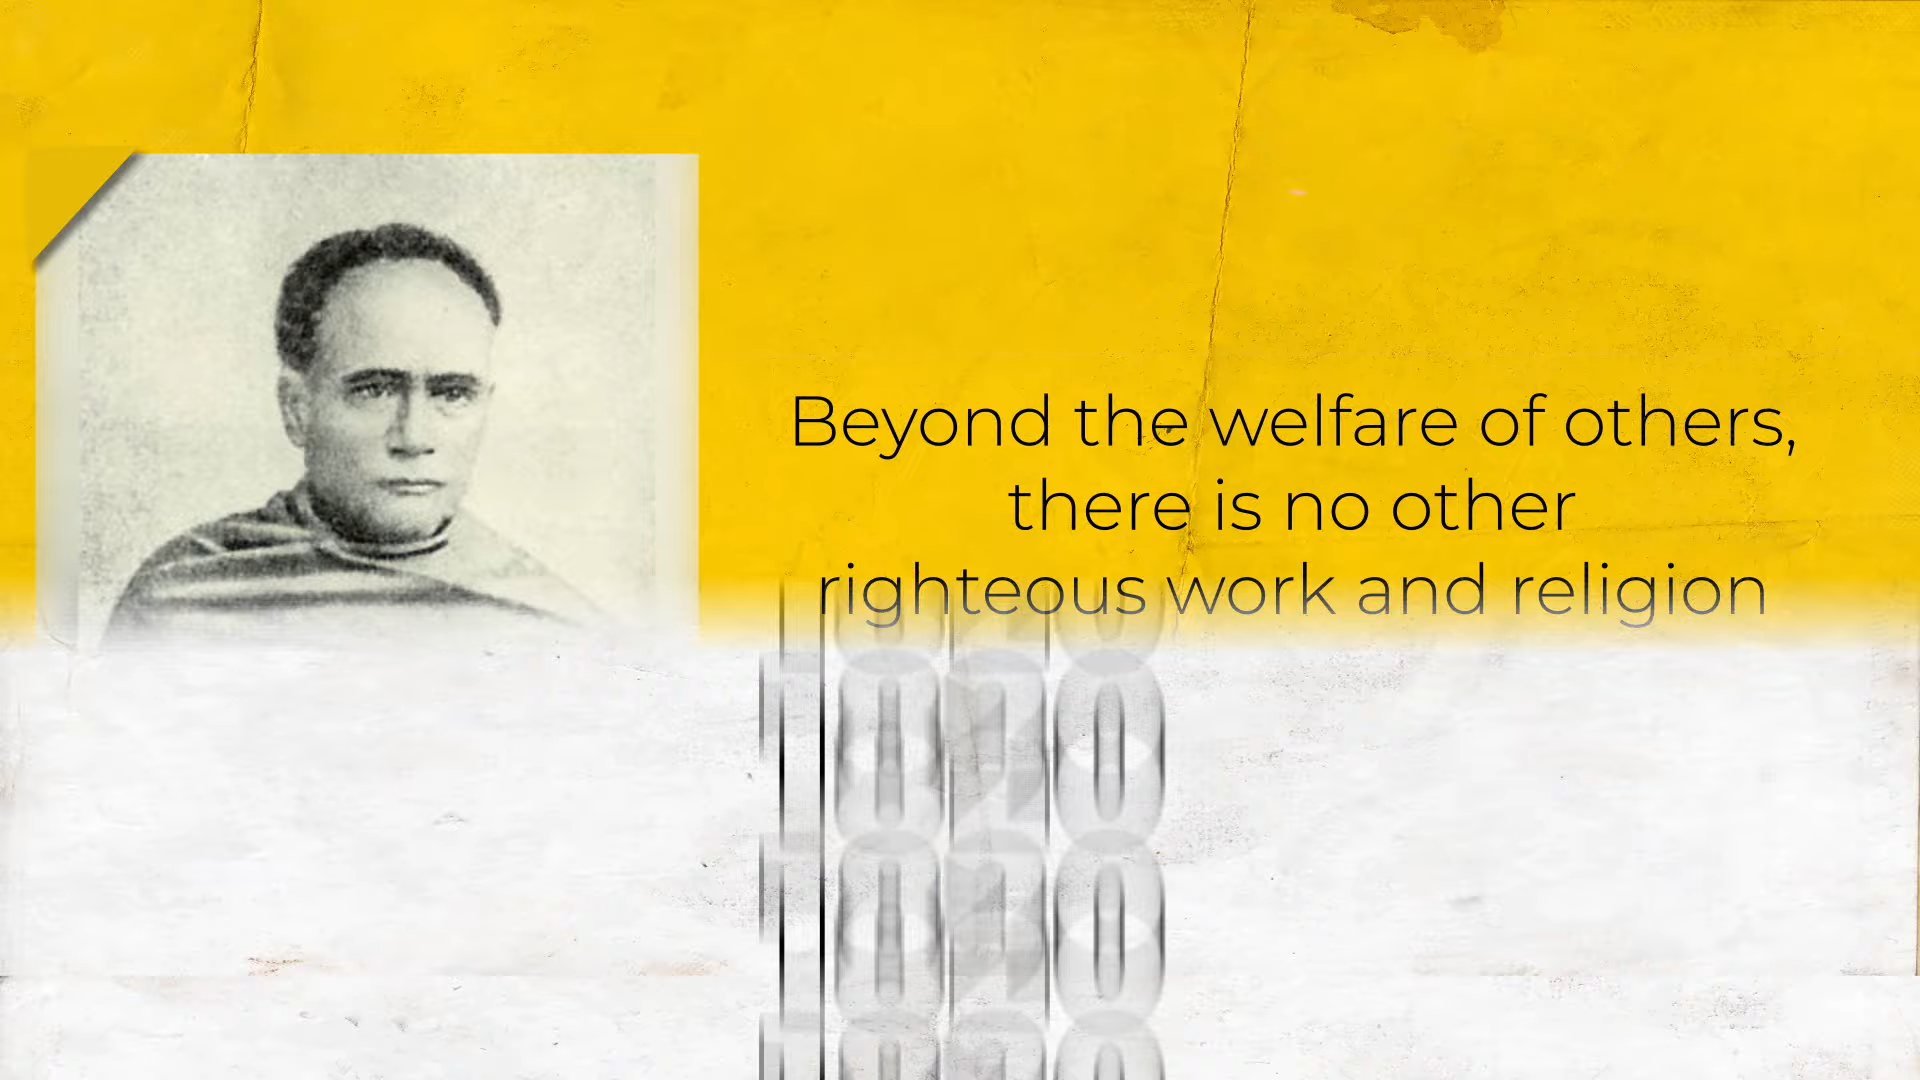 Beyond the welfare of others,
there is no other
righteous work and religion